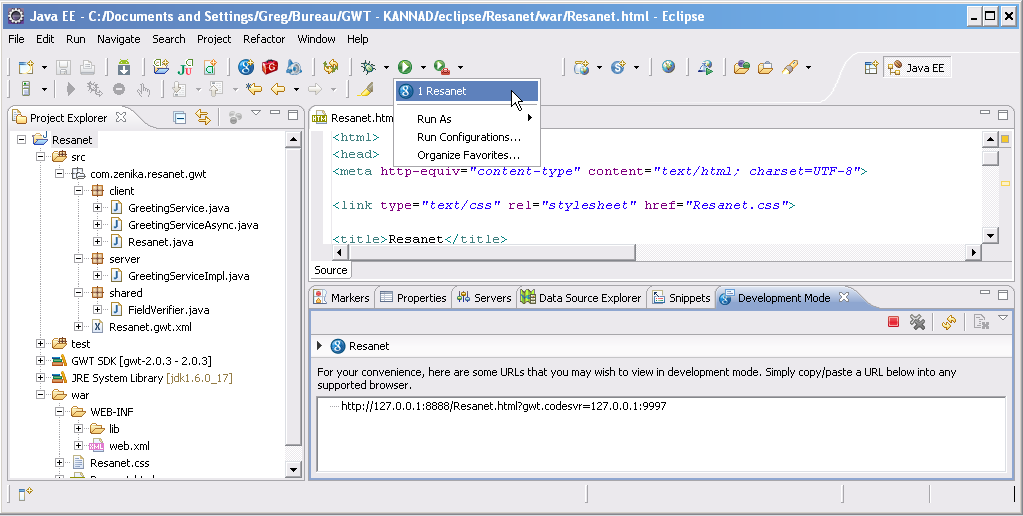 Java EE - C:/Documents and Settings/Greg/Bureau/GWT - KANNAD/eclipse/Resanet/war/Resanet.html - Eclipse
File Edit Run Navigate Search Project Refactor Window Help
Java EE
1 Resanet
Run As
Run Configurations...
Organize Favorites...
Project Explorer
Resanet
src
com.zenika.resanet.gwt
client
GreetingService.java
GreetingServiceAsync.java
Resanet.java
server
GreetingServiceImpl.java
shared
FieldVerifier.java
Resanet.gwt.xml
test
GWT SDK [gwt-2.0.3 - 2.0.3]
JRE System Library [jdk1.6.0_17]
war
WEB-INF
lib
web.xml
Resanet.css
Resanet.htm
<html>
<head>
<meta http-equiv="content-type" content="text/html; charset=UTF-8">
<link type="text/css" rel="stylesheet" href="Resanet.css">
<title>Resanet</title>
Source
Markers Properties Servers Data Source Explorer Snippets Development Mode
Resanet
For your convenience, here are some URLs that you may wish to view in development mode. Simply copy/paste a URL below into any
supported browser.
http://127.0.0.1:8888/Resanet.html?gwt.codesvr=127.0.0.1:9997